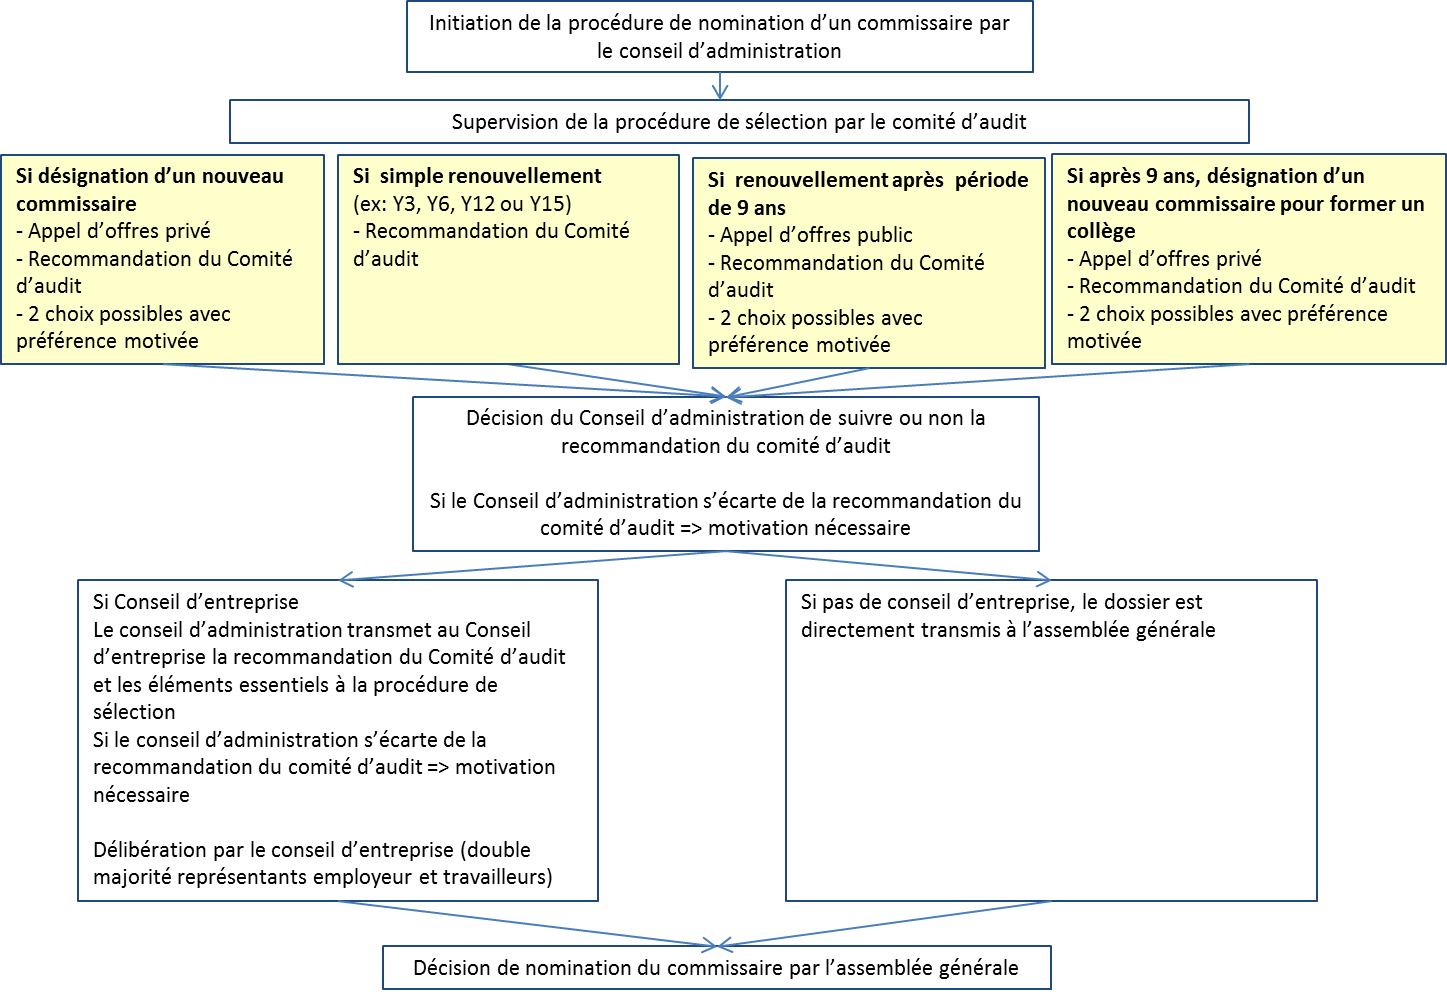 Initiation de la procédure de nomination d’un commissaire par
le conseil d’administration
Supervision de la procédure de sélection par le comité d’audit
Si désignation d’un nouveau
commissaire
- Appel d’offres privé
- Recommandation du Comité
d’audit
- 2 choix possibles avec
préférence motivée
Si simple renouvellement
(ex: Y3, Y6, Y12 ou Y15)
- Recommandation du Comité
d’audit
Si renouvellement après période
de 9 ans
- Appel d’offres public
- Recommandation du Comité
d’audit
- 2 choix possibles avec
préférence motivée
Si après 9 ans, désignation d’un
nouveau commissaire pour former un
collège
- Appel d’offres privé
- Recommandation du Comité d’audit
- 2 choix possibles avec préférence
motivée
Décision du Conseil d’administration de suivre ou non la
recommandation du comité d’audit
Si le Conseil d’administration s’écarte de la recommandation du
comité d’audit => motivation nécessaire
Si Conseil d’entreprise
Le conseil d’administration transmet au Conseil
d’entreprise la recommandation du Comité d’audit
et les éléments essentiels à la procédure de
sélection
Si le conseil d’administration s’écarte de la
recommandation du comité d’audit => motivation
nécessaire
Délibération par le conseil d’entreprise (double
majorité représentants employeur et travailleurs)
Si pas de conseil d’entreprise, le dossier est
directement transmis à l’assemblée générale
Décision de nomination du commissaire par l’assemblée générale